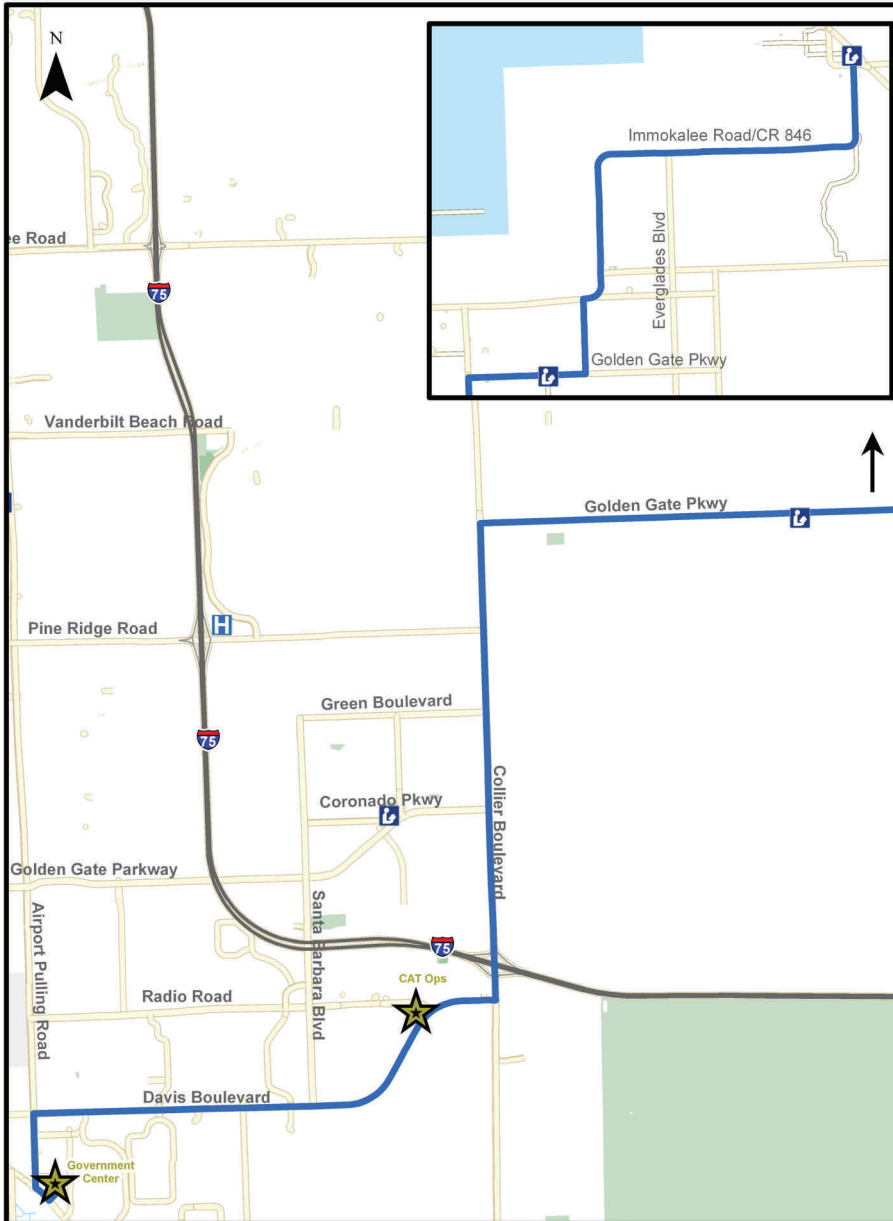 N
Immokalee Road/CR 846
Everglades Blvd
Golden Gate Pkwy
ee Road
75
Vanderbilt Beach Road
Golden Gate Pkwy
Pine Ridge Road
H
Green Boulevard
75
Coronado Pkwy
Collier Boulevard
Golden Gate Parkway
Airport Pulling Road
Santa Barbara Blvd
75
CAT Ops
Radio Road
Davis Boulevard
Government
Center